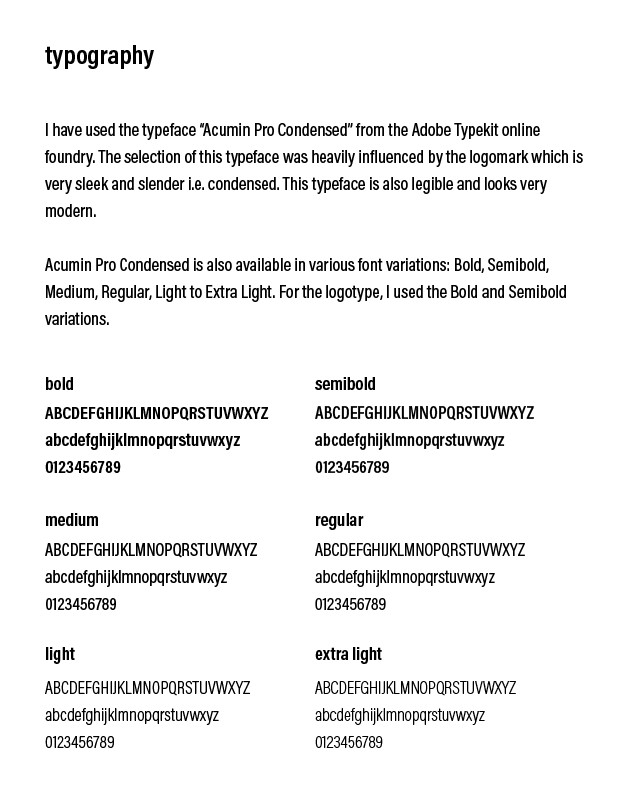 typography
I have used the typeface “Acumin Pro Condensed” from the Adobe Typekit online
foundry. The selection of this typeface was heavily influenced by the logomark which is
very sleek and slender i.e. condensed. This typeface is also legible and looks very
modern.
Acumin Pro Condensed is also available in various font variations: Bold, Semibold,
Medium, Regular, Light to Extra Light. For the logotype, I used the Bold and Semibold
variations.
bold
ABCDEFGHIJKLMNOPQRSTUVWXYZ
abcdefghijklmnopqrstuvwxyz
0123456789
semibold
ABCDEFGHIJKLMNOPQRSTUVWXYZ
abcdefghijklmnopqrstuvwxyz
0123456789
medium
ABCDEFGHIJKLMNOPQRSTUVWXYZ
abcdefghijklmnopqrstuvwxyz
0123456789
regular
ABCDEFGHIJKLMNOPQRSTUVWXYZ
abcdefghijklmnopqrstuvwxyz
0123456789
light
ABCDEFGHIJKLMNOPQRSTUVWXYZ
abcdefghijklmnopqrstuvwxyz
0123456789
extra light
ABCDEFGHIJKLMNOPQRSTUVWXYZ
abcdefghijklmnopqrstuvwxyz
0123456789